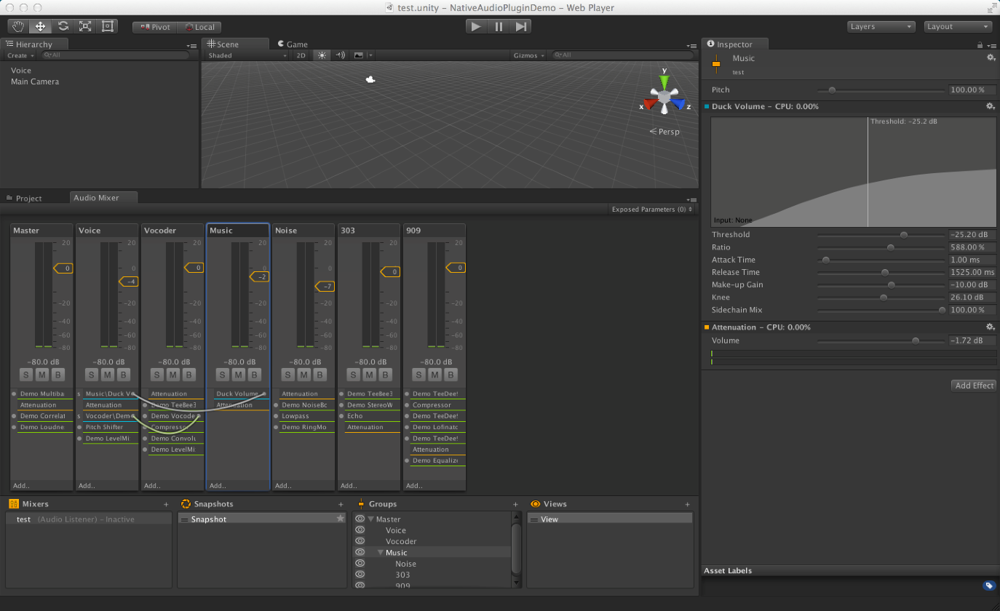 test.unity - NativeAudioPluginDemo - Web Player
Pivot Local Layers Layout
Hierarchy
Create All
Voice
Main Camera
Scene Game
Shaded 2D Gizmos All
y
x z
Persp
Project Audio Mixer
Exposed Parameters (0)
Master Voice Vocoder Music Noise 303 909
20 20 20 20 20 20 20
0 0 0 0 0 0 0
0 -4 0 -2 -7 0 0
-20 -20 -20 -20 -20 -20 -20
-40 -40 -40 -40 -40 -40 -40
-60 -60 -60 -60 -60 -60 -60
-80 -80 -80 -80 -80 -80 -80
-80.0 dB -80.0 dB -80.0 dB -80.0 dB -80.0 dB -80.0 dB -80.0 dB
S M B S M B S M B S M B S M B S M B S M B
Demo Multiba s Music\Duck V Attenuation Duck Volume Attenuation Demo TeeBee3 Demo TeeDee
Attenuation Attenuation Demo TeeBee3 Attenuation Demo NoiseBo Demo StereoW Compressor
Demo Correlat s Vocoder\Dem Demo Vocode Lowpass Echo Demo TeeDee
Demo Loudne Pitch Shifter Compressor Demo RingMo Attenuation Demo Lofinato
Demo LevelMi Demo Convolu Demo TeeDee
Demo LevelMi Attenuation
Demo Equalize
Add.. Add.. Add.. Add.. Add.. Add.. Add..
Mixers + Snapshots + Groups + Views +
test (Audio Listener) - Inactive
Snapshot
Master
Voice
Vocoder
Music
Noise
303
909
View
Inspector
Music
test
Pitch 100.00 %
Duck Volume - CPU: 0.00%
Threshold: -25.2 dB
Input: None
Threshold -25.20 dB
Ratio 588.00 %
Attack Time 1.00 ms
Release Time 1525.00 ms
Make-up Gain -10.00 dB
Knee 26.10 dB
Sidechain Mix 100.00 %
Attenuation - CPU: 0.00%
Volume -1.72 dB
Add Effect
Asset Labels